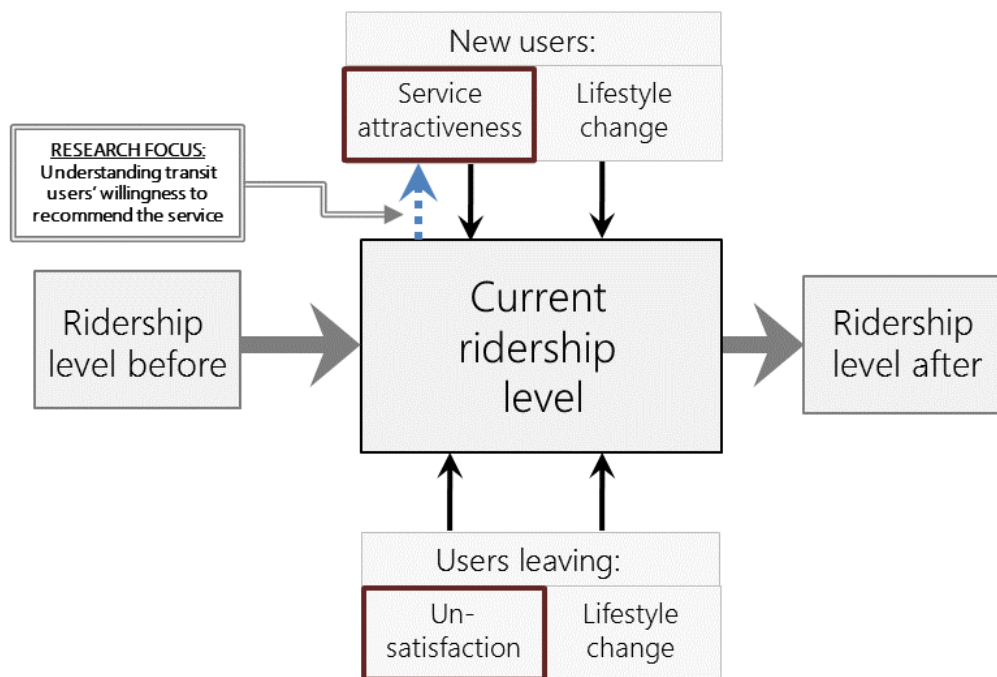 New users:
Service
attractiveness
Lifestyle
change
RESEARCH FOCUS:
Understanding transit
users' willingness to
recommend the service
Ridership
level before
Current
ridership
level
Ridership
level after
Users leaving:
Un-
satisfaction
Lifestyle
change